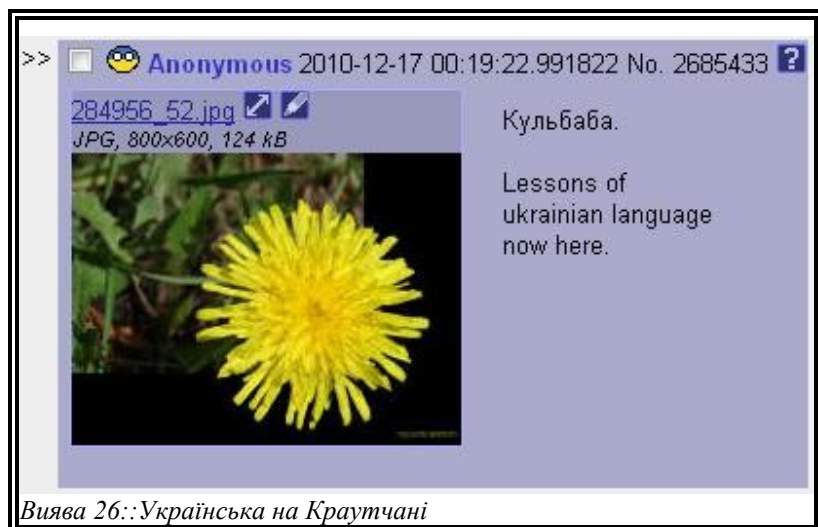 >> Anonymous 2010-12-17 00:19:22.991822 No. 2685433 ?
284956_52.jpg
JPG, 800x600, 124 kB
Кульбаба.
Lessons of
ukrainian language
now here.
Виява 26::Українська на Краутчані